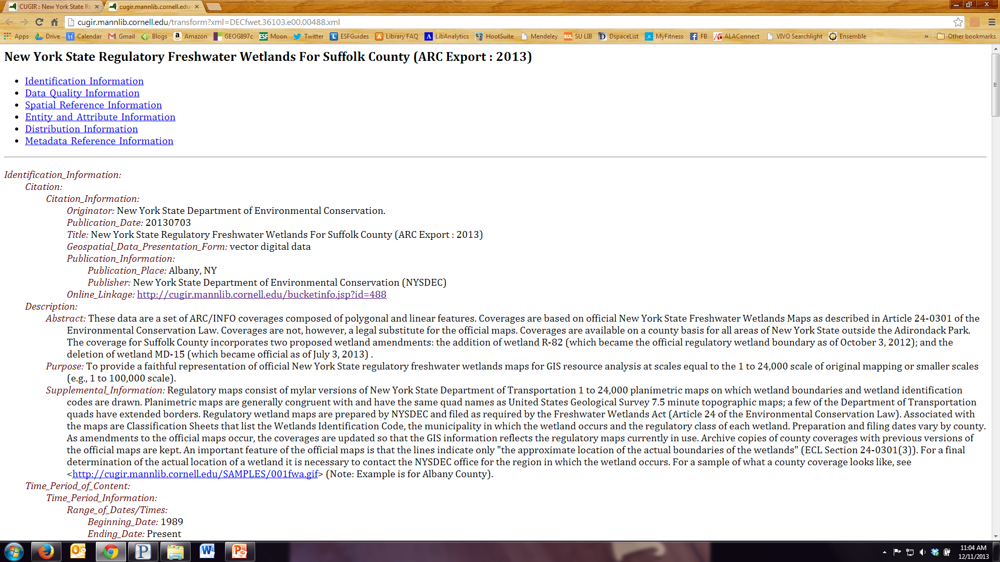 CUGIR : New York State Re
cugir.mannlib.cornell.edu
cugir.mannlib.cornell.edu/transform?xml=DECfwet.36103.e00.00488.xml
Apps Drive Calendar Gmail Blogs Amazon GEOG897c Moon Twitter ESFGuides Library FAQ LibAnalytics HootSuite Mendeley SU LIB DspaceList MyFitness FB ALAConnect VIVO Searchlight Ensemble » Other bookmarks
New York State Regulatory Freshwater Wetlands For Suffolk County (ARC Export : 2013)
• Identification Information
• Data Quality Information
• Spatial Reference Information
• Entity and Attribute Information
• Distribution Information
• Metadata Reference Information
Identification_Information:
Citation:
Citation_Information:
Originator: New York State Department of Environmental Conservation.
Publication_Date: 20130703
Title: New York State Regulatory Freshwater Wetlands For Suffolk County (ARC Export : 2013)
Geospatial_Data_Presentation_Form: vector digital data
Publication_Information:
Publication_Place: Albany, NY
Publisher: New York State Department of Environmental Conservation (NYSDEC)
Online_Linkage: http://cugir.mannlib.cornell.edu/bucketinfo.jsp?id=488
Description:
Abstract: These data are a set of ARC/INFO coverages composed of polygonal and linear features. Coverages are based on official New York State Freshwater Wetlands Maps as described in Article 24-0301 of the
Environmental Conservation Law. Coverages are not, however, a legal substitute for the official maps. Coverages are available on a county basis for all areas of New York State outside the Adirondack Park.
The coverage for Suffolk County incorporates two proposed wetland amendments: the addition of wetland R-82 (which became the official regulatory wetland boundary as of October 3, 2012); and the
deletion of wetland MD-15 (which became official as of July 3, 2013) .
Purpose: To provide a faithful representation of official New York State regulatory freshwater wetlands maps for GIS resource analysis at scales equal to the 1 to 24,000 scale of original mapping or smaller scales
(e.g., 1 to 100,000 scale).
Supplemental_Information: Regulatory maps consist of mylar versions of New York State Department of Transportation 1 to 24,000 planimetric maps on which wetland boundaries and wetland identification
codes are drawn. Planimetric maps are generally congruent with and have the same quad names as United States Geological Survey 7.5 minute topographic maps; a few of the Department of Transportation
quads have extended borders. Regulatory wetland maps are prepared by NYSDEC and filed as required by the Freshwater Wetlands Act (Article 24 of the Environmental Conservation Law). Associated with
the maps are Classification Sheets that list the Wetlands Identification Code, the municipality in which the wetland occurs and the regulatory class of each wetland. Preparation and filing dates vary by county.
As amendments to the official maps occur, the coverages are updated so that the GIS information reflects the regulatory maps currently in use. Archive copies of county coverages with previous versions of
the official maps are kept. An important feature of the official maps is that the lines indicate only "the approximate location of the actual boundaries of the wetlands" (ECL Section 24-0301(3)). For a final
determination of the actual location of a wetland it is necessary to contact the NYSDEC office for the region in which the wetland occurs. For a sample of what a county coverage looks like, see
<http://cugir.mannlib.cornell.edu/SAMPLES/001fwa.gif> (Note: Example is for Albany County).
Time_Period_of_Content:
Time_Period_Information:
Range_of_Dates/Times:
Beginning_Date: 1989
Ending_Date: Present
11:04 AM
12/11/2013